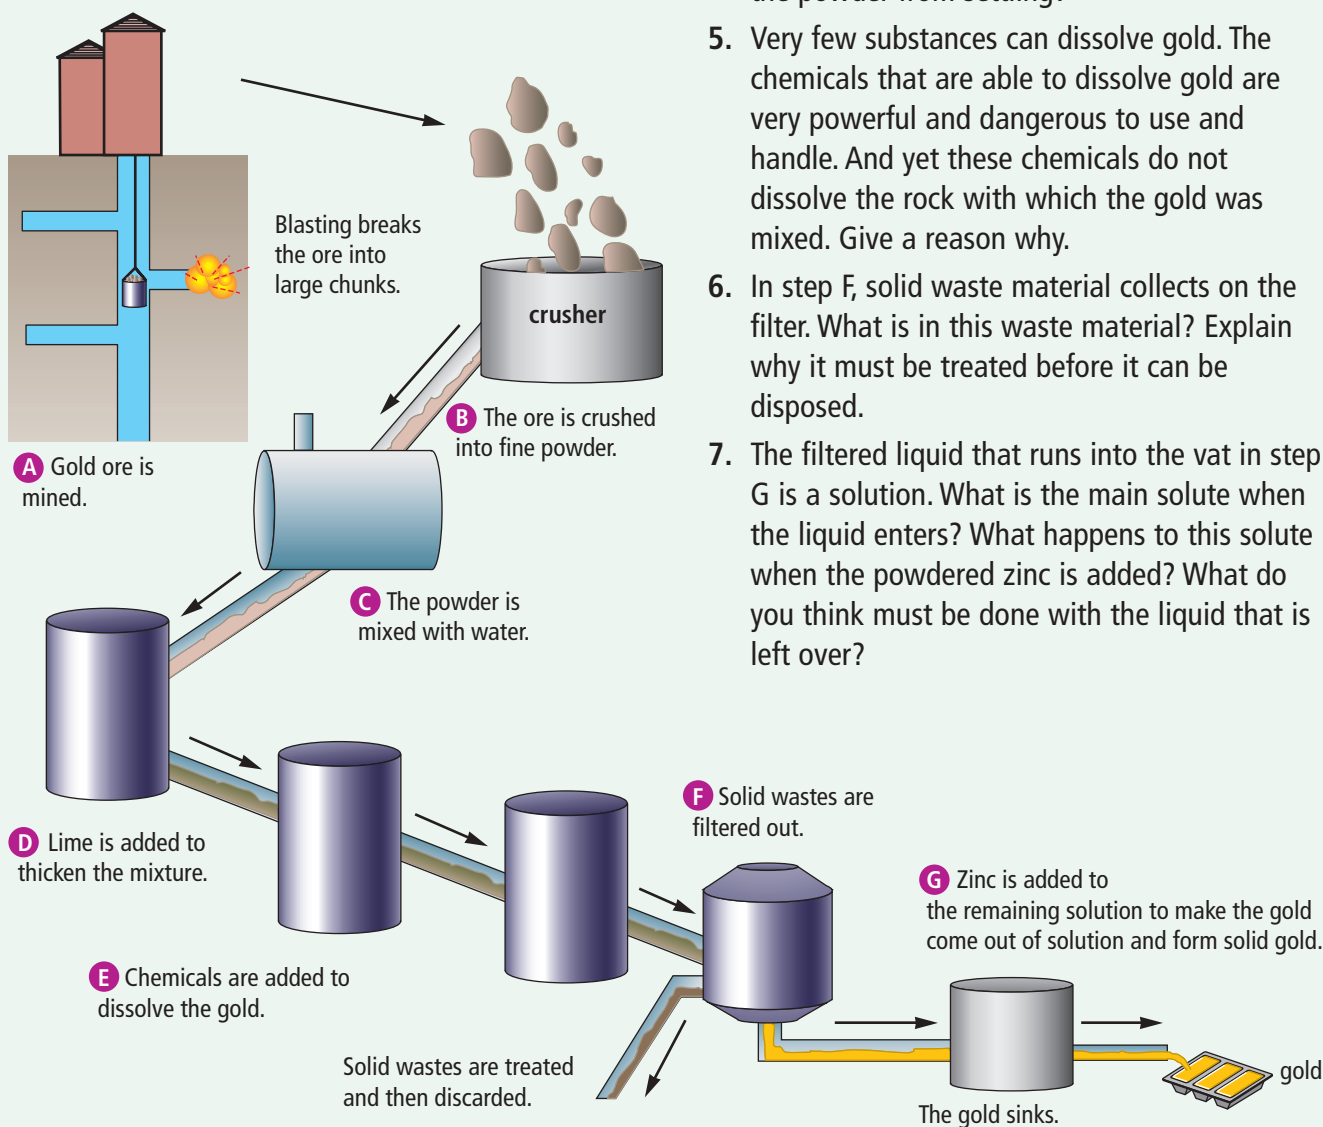 the powder from settling?
5. Very few substances can dissolve gold. The
chemicals that are able to dissolve gold are
very powerful and dangerous to use and
handle. And yet these chemicals do not
dissolve the rock with which the gold was
mixed. Give a reason why.
6. In step F, solid waste material collects on the
filter. What is in this waste material? Explain
why it must be treated before it can be
disposed.
7. The filtered liquid that runs into the vat in step
G is a solution. What is the main solute when
the liquid enters? What happens to this solute
when the powdered zinc is added? What do
you think must be done with the liquid that is
left over?
Blasting breaks
the ore into
large chunks.
crusher
A Gold ore is
mined.
B The ore is crushed
into fine powder.
C The powder is
mixed with water.
D Lime is added to
thicken the mixture.
E Chemicals are added to
dissolve the gold.
F Solid wastes are
filtered out.
Solid wastes are treated
and then discarded.
G Zinc is added to
the remaining solution to make the gold
come out of solution and form solid gold.
The gold sinks.
gold